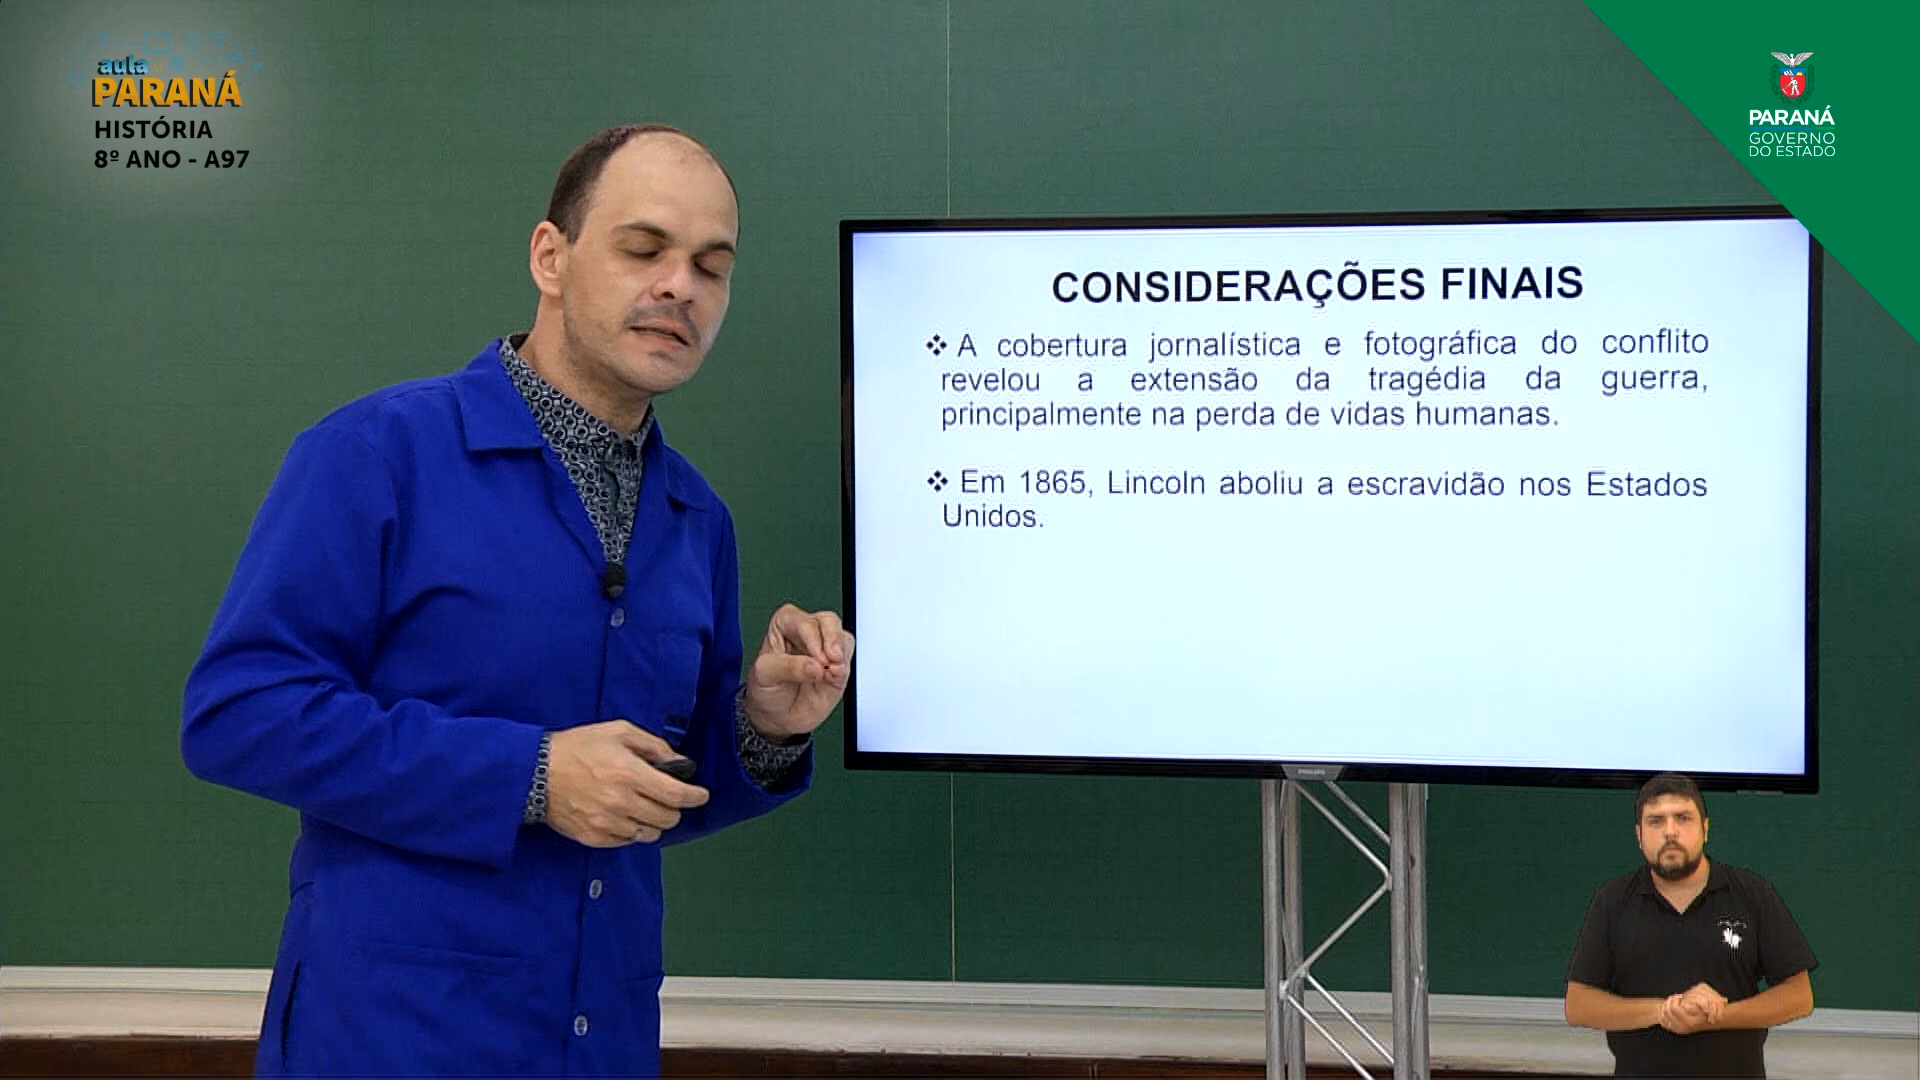 aula
PARANÁ
HISTÓRIA
8º ANO - A97
PARANÁ
GOVERNO
DO ESTADO
CONSIDERAÇÕES FINAIS
❖ A cobertura jornalística e fotográfica do conflito
revelou a extensão da tragédia da guerra,
principalmente na perda de vidas humanas.
❖ Em 1865, Lincoln aboliu a escravidão nos Estados
Unidos.